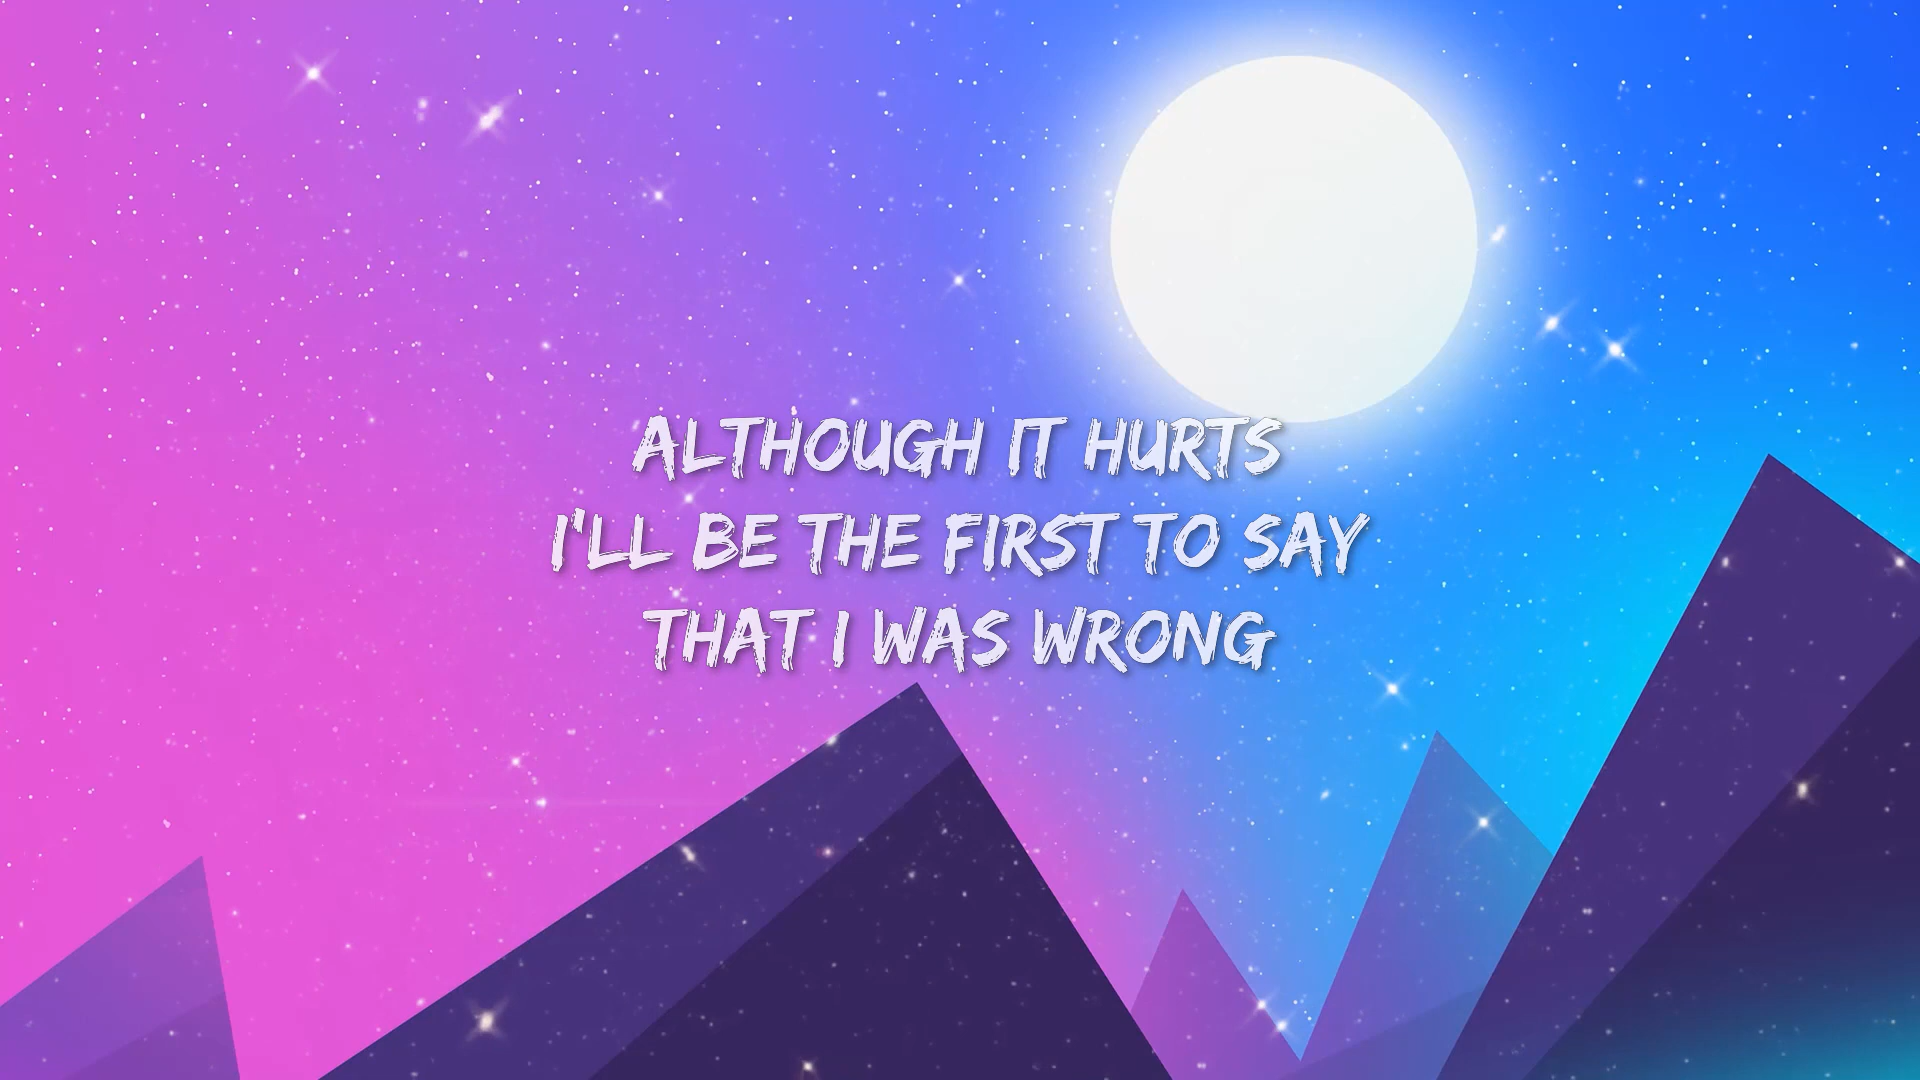 ALTHOUGH IT HURTS
I'LL BE THE FIRST TO SAY
THAT I WAS WRONG